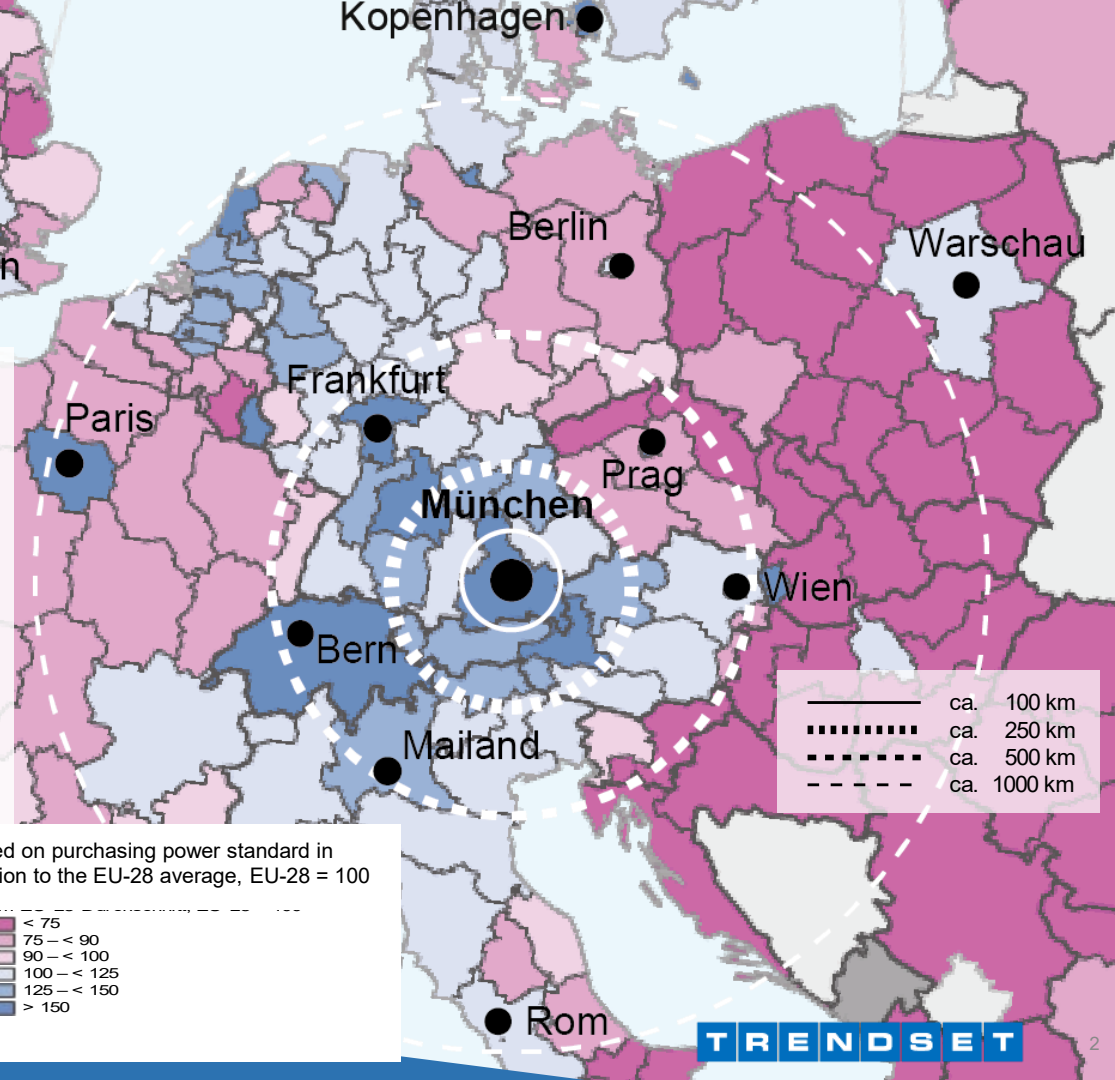 Kopenhagen
Berlin
Warschau
n
Frankfurt
Paris
Prag
München
Wien
Bern
Mailand
ca. 100 km
ca. 250 km
ca. 500 km
ca. 1000 km
ed on purchasing power standard in
ion to the EU-28 average, EU-28 = 100
< 75
75 – < 90
90 – < 100
100 – < 125
125 – < 150
> 150
Rom
TRENDSET
2